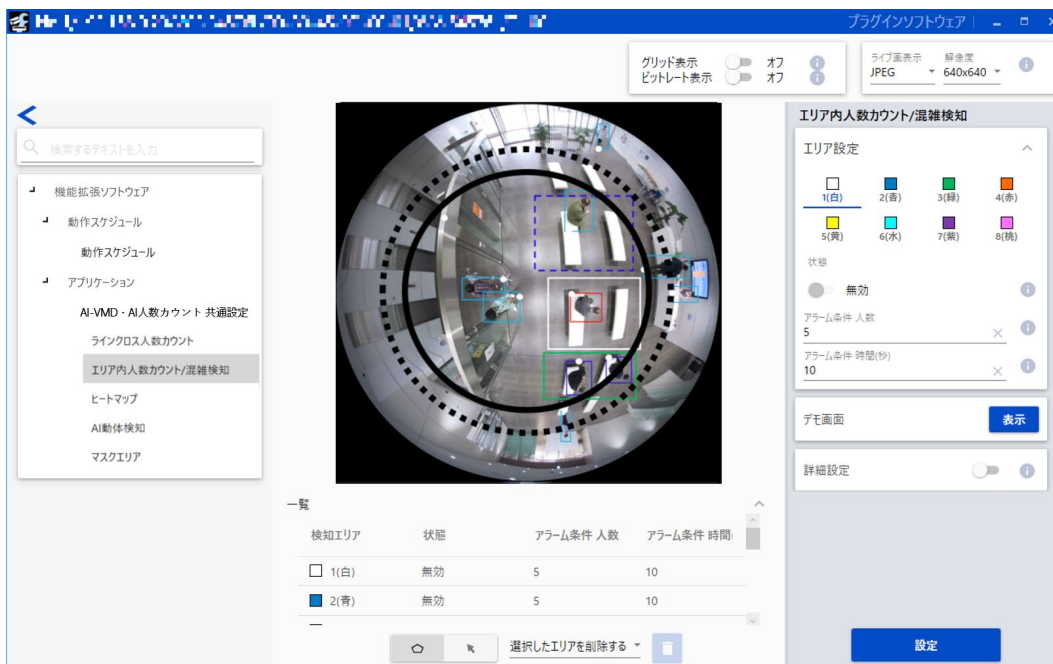 プラグインソフトウェア
グリッド表示 オフ
ビットレート表示 オフ
ライブ画表示 解像度
JPEG 640x640
検索するテキストを入力
機能拡張ソフトウェア
動作スケジュール
動作スケジュール
アプリケーション
AI-VMD・AI人数カウント 共通設定
ラインクロス人数カウント
エリア内人数カウント/混雑検知
ヒートマップ
AI動体検知
マスクエリア
一覧
検知エリア 状態 アラーム条件 人数 アラーム条件 時間
1(白) 無効 5 10
2(青) 無効 5 10
選択したエリアを削除する
エリア内人数カウント/混雑検知
エリア設定
1(白) 2(青) 3(緑) 4(赤)
5(黄) 6(水) 7(紫) 8(桃)
状態
無効
アラーム条件 人数
5
アラーム条件 時間(秒)
10
デモ画面 表示
詳細設定
設定